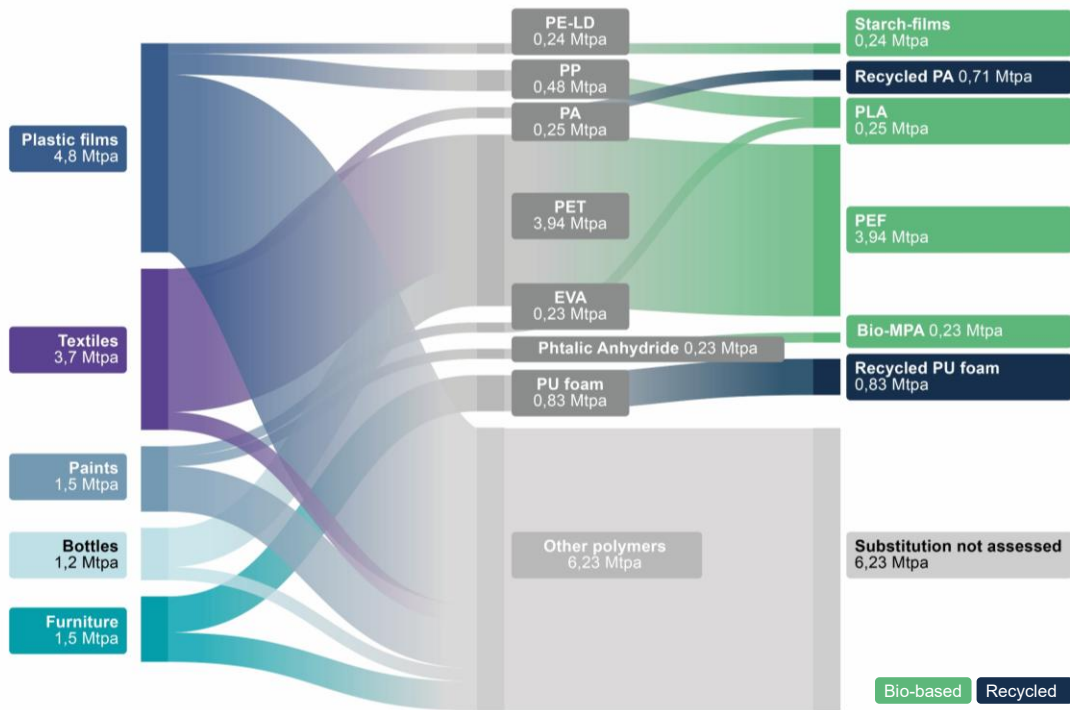 Plastic films
4,8 Mtpa
Textiles
3,7 Mtpa
Paints
1,5 Mtpa
Bottles
1,2 Mtpa
Furniture
1,5 Mtpa
PE-LD
0,24 Mtpa
PP
0,48 Mtpa
PA
0,25 Mtpa
PET
3,94 Mtpa
EVA
0,23 Mtpa
Phtalic Anhydride 0,23 Mtpa
PU foam
0,83 Mtpa
Other polymers
6,23 Mtpa
Starch-films
0,24 Mtpa
Recycled PA 0,71 Mtpa
PLA
0,25 Mtpa
PEF
3,94 Mtpa
Bio-MPA 0,23 Mtpa
Recycled PU foam
0,83 Mtpa
Substitution not assessed
6,23 Mtpa
Bio-based
Recycled